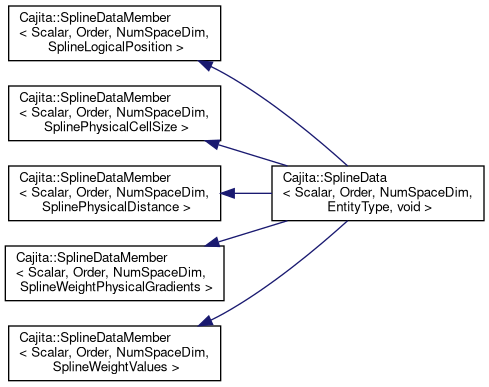 Cajita::SplineDataMember
< Scalar, Order, NumSpaceDim,
SplineLogicalPosition >
Cajita::SplineDataMember
< Scalar, Order, NumSpaceDim,
SplinePhysicalCellSize >
Cajita::SplineDataMember
< Scalar, Order, NumSpaceDim,
SplinePhysicalDistance >
Cajita::SplineDataMember
< Scalar, Order, NumSpaceDim,
SplineWeightPhysicalGradients >
Cajita::SplineDataMember
< Scalar, Order, NumSpaceDim,
SplineWeightValues >
Cajita::SplineData
< Scalar, Order, NumSpaceDim,
EntityType, void >